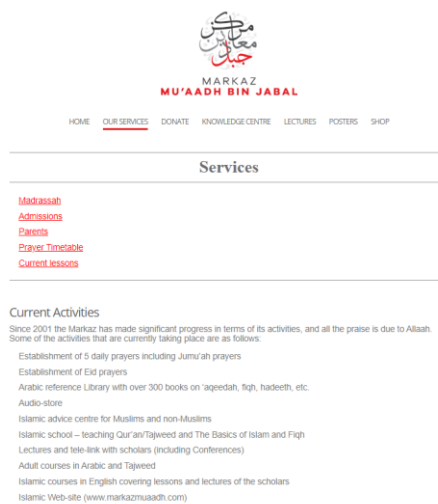 مركز
معاذ بن
جبل
MARKAZ
MU'AADH BIN JABAL
HOME OUR SERVICES DONATE KNOWLEDGE CENTRE LECTURES POSTERS SHOP
Services
Madrassah
Admissions
Parents
Prayer Timetable
Current lessons
Current Activities
Since 2001 the Markaz has made significant progress in terms of its activities, and all the praise is due to Allaah.
Some of the activities that are currently taking place are as follows:
Establishment of 5 daily prayers including Jumu'ah prayers
Establishment of Eid prayers
Arabic reference Library with over 300 books on 'aqeedah, fiqh, hadeeth, etc.
Audio-store
Islamic advice centre for Muslims and non-Muslims
Islamic school – teaching Qur'an/Tajweed and The Basics of Islam and Fiqh
Lectures and tele-link with scholars (including Conferences)
Adult courses in Arabic and Tajweed
Islamic courses in English covering lessons and lectures of the scholars
Islamic Web-site (www.markazmuaadh.com)